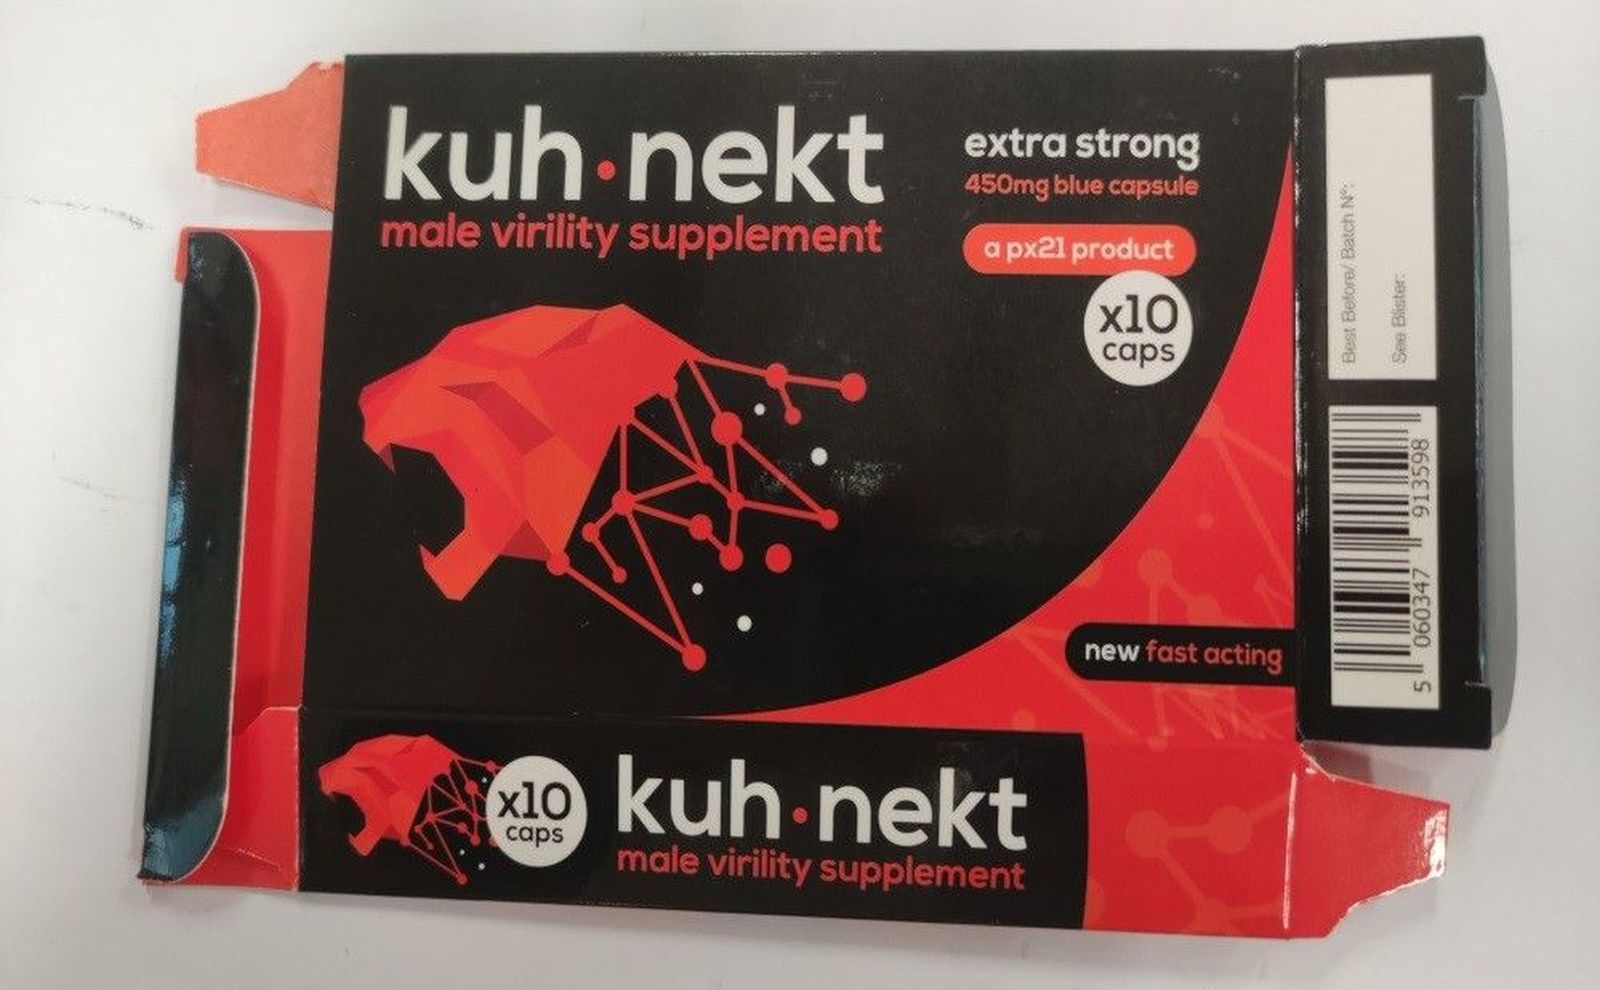 kuh·nekt
male virility supplement
extra strong
450mg blue capsule
a px21 product
x10
caps
new fast acting
x10
caps
kuh·nekt
male virility supplement
Best Before/ Batch Nº:
See Blister:
5 060347 913598